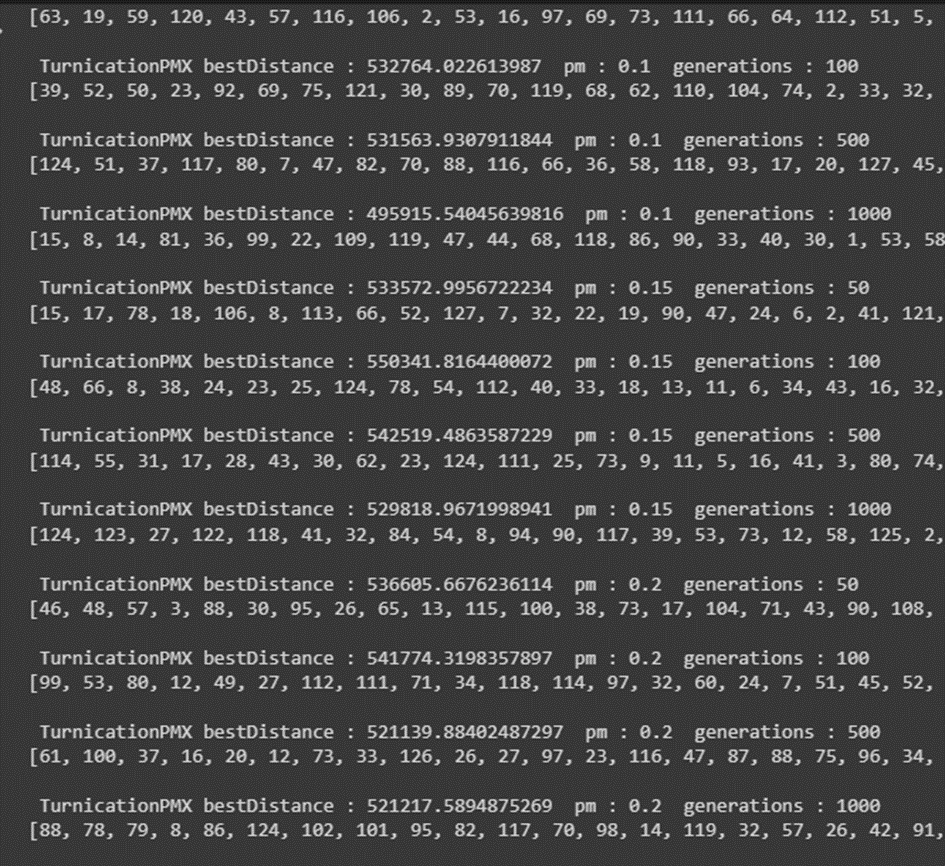 [63, 19, 59, 120, 43, 57, 116, 106, 2, 53, 16, 97, 69, 73, 111, 66, 64, 112, 51, 5,
TurnicationPMX bestDistance : 532764.022613987 pm : 0.1 generations : 100
[39, 52, 50, 23, 92, 69, 75, 121, 30, 89, 70, 119, 68, 62, 110, 104, 74, 2, 33, 32,
TurnicationPMX bestDistance : 531563.9307911844 pm : 0.1 generations : 500
[124, 51, 37, 117, 80, 7, 47, 82, 70, 88, 116, 66, 36, 58, 118, 93, 17, 20, 127, 45,
TurnicationPMX bestDistance : 495915.54045639816 pm : 0.1 generations : 1000
[15, 8, 14, 81, 36, 99, 22, 109, 119, 47, 44, 68, 118, 86, 90, 33, 40, 30, 1, 53, 58
TurnicationPMX bestDistance : 533572.9956722234 pm : 0.15 generations : 50
[15, 17, 78, 18, 106, 8, 113, 66, 52, 127, 7, 32, 22, 19, 90, 47, 24, 6, 2, 41, 121,
TurnicationPMX bestDistance : 550341.8164400072 pm : 0.15 generations : 100
[48, 66, 8, 38, 24, 23, 25, 124, 78, 54, 112, 40, 33, 18, 13, 11, 6, 34, 43, 16, 32,
TurnicationPMX bestDistance : 542519.4863587229 pm : 0.15 generations : 500
[114, 55, 31, 17, 28, 43, 30, 62, 23, 124, 111, 25, 73, 9, 11, 5, 16, 41, 3, 80, 74,
TurnicationPMX bestDistance : 529818.9671998941 pm : 0.15 generations : 1000
[124, 123, 27, 122, 118, 41, 32, 84, 54, 8, 94, 90, 117, 39, 53, 73, 12, 58, 125, 2,
TurnicationPMX bestDistance : 536605.6676236114 pm : 0.2 generations : 50
[46, 48, 57, 3, 88, 30, 95, 26, 65, 13, 115, 100, 38, 73, 17, 104, 71, 43, 90, 108,
TurnicationPMX bestDistance : 541774.3198357897 pm : 0.2 generations : 100
[99, 53, 80, 12, 49, 27, 112, 111, 71, 34, 118, 114, 97, 32, 60, 24, 7, 51, 45, 52,
TurnicationPMX bestDistance : 521139.88402487297 pm : 0.2 generations : 500
[61, 100, 37, 16, 20, 12, 73, 33, 126, 26, 27, 97, 23, 116, 47, 87, 88, 75, 96, 34,
TurnicationPMX bestDistance : 521217.5894875269 pm : 0.2 generations : 1000
[88, 78, 79, 8, 86, 124, 102, 101, 95, 82, 117, 70, 98, 14, 119, 32, 57, 26, 42, 91,